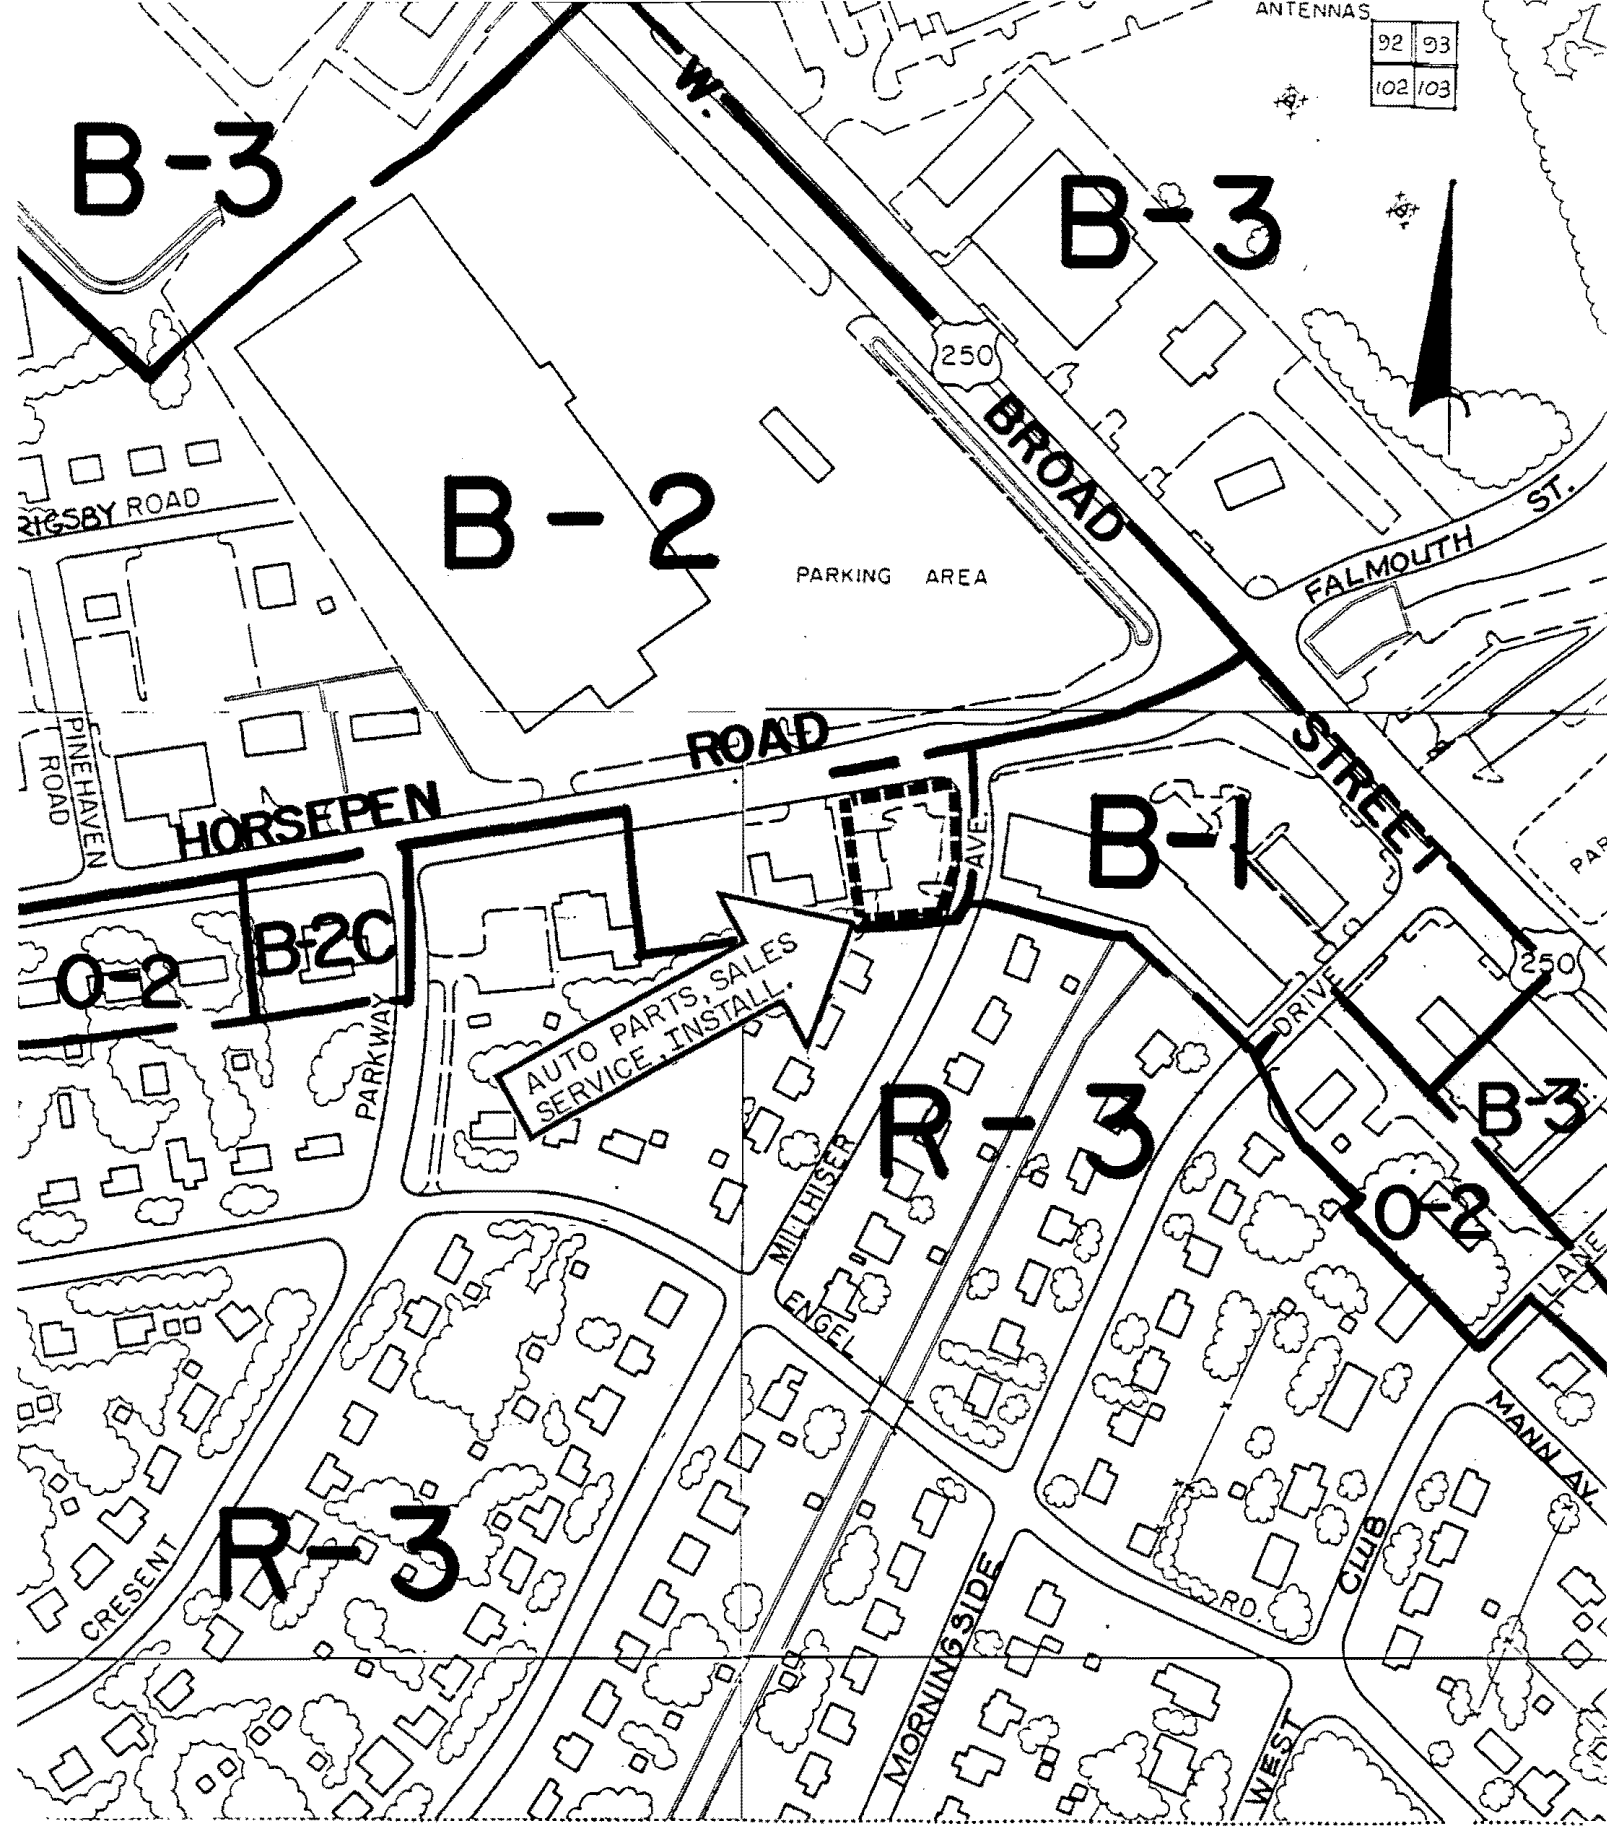 ANTENNAS
92 93
102 103
W.
B-3
B-3
250
BROAD
B-2
RIGSBY ROAD
ST.
FALMOUTH
PARKING AREA
ROAD
STREET
PINEHAVEN
ROAD
HORSEPEN
AVE.
B-1
B-2C
O-2
250
AUTO PARTS, SALES
SERVICE, INSTALL.
DRIVE
PARKWAY
R-3
B-3
MILLHISER
O-2
LANE
ENGEL
MANN AV.
R-3
CRESENT
CLUB
RD.
MORNINGSIDE
WEST